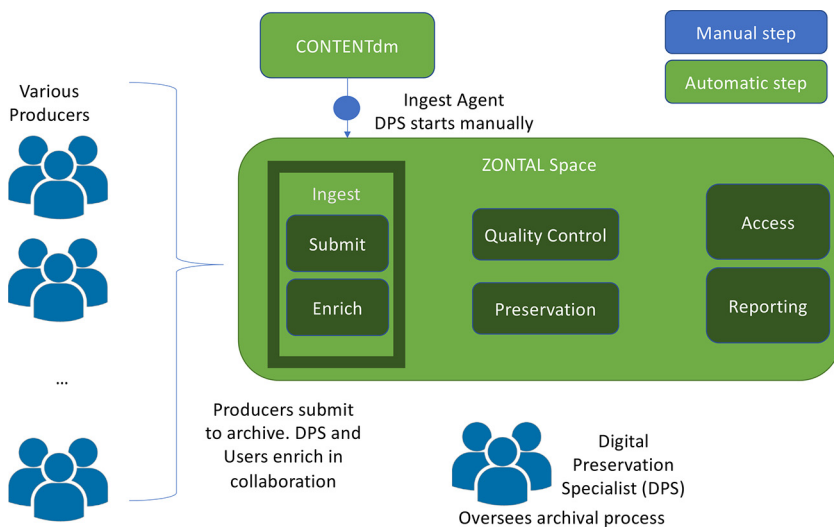 CONTENTdm
Manual step
Automatic step
Various
Producers
Ingest Agent
DPS starts manually
ZONTAL Space
Ingest
Submit
Enrich
Quality Control
Preservation
Access
Reporting
...
Producers submit
to archive. DPS and
Users enrich in
collaboration
Digital
Preservation
Specialist (DPS)
Oversees archival process